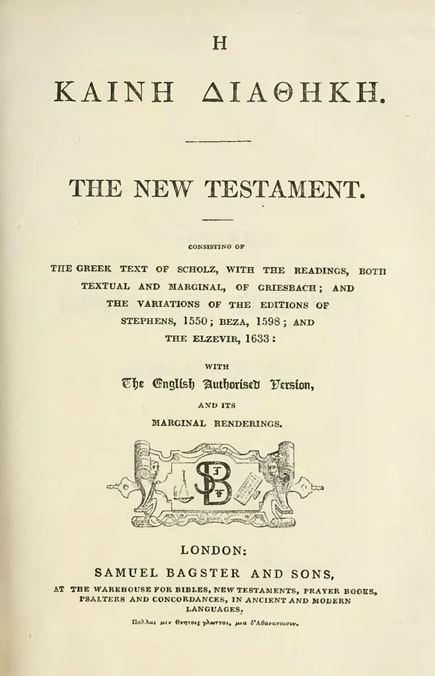 Η
ΚΑΙΝΗ ΔΙΑΘΗΚΗ.
THE NEW TESTAMENT.
CONSISTING OF
THE GREEK TEXT OF SCHOLZ, WITH THE READINGS, BOTH
TEXTUAL AND MARGINAL, OF GRIESBACH; AND
THE VARIATIONS OF THE EDITIONS OF
STEPHENS, 1550; BEZA, 1598; AND
THE ELZEVIR, 1633:
WITH
The English Authorised Version,
AND ITS
MARGINAL RENDERINGS.
SB
LONDON:
SAMUEL BAGSTER AND SONS,
AT THE WAREHOUSE FOR BIBLES, NEW TESTAMENTS, PRAYER BOOKS,
PSALTERS AND CONCORDANCES, IN ANCIENT AND MODERN
LANGUAGES.
Πολλαι μεν θνητοις γλωτται, μια δ'Αθανατοισιν.